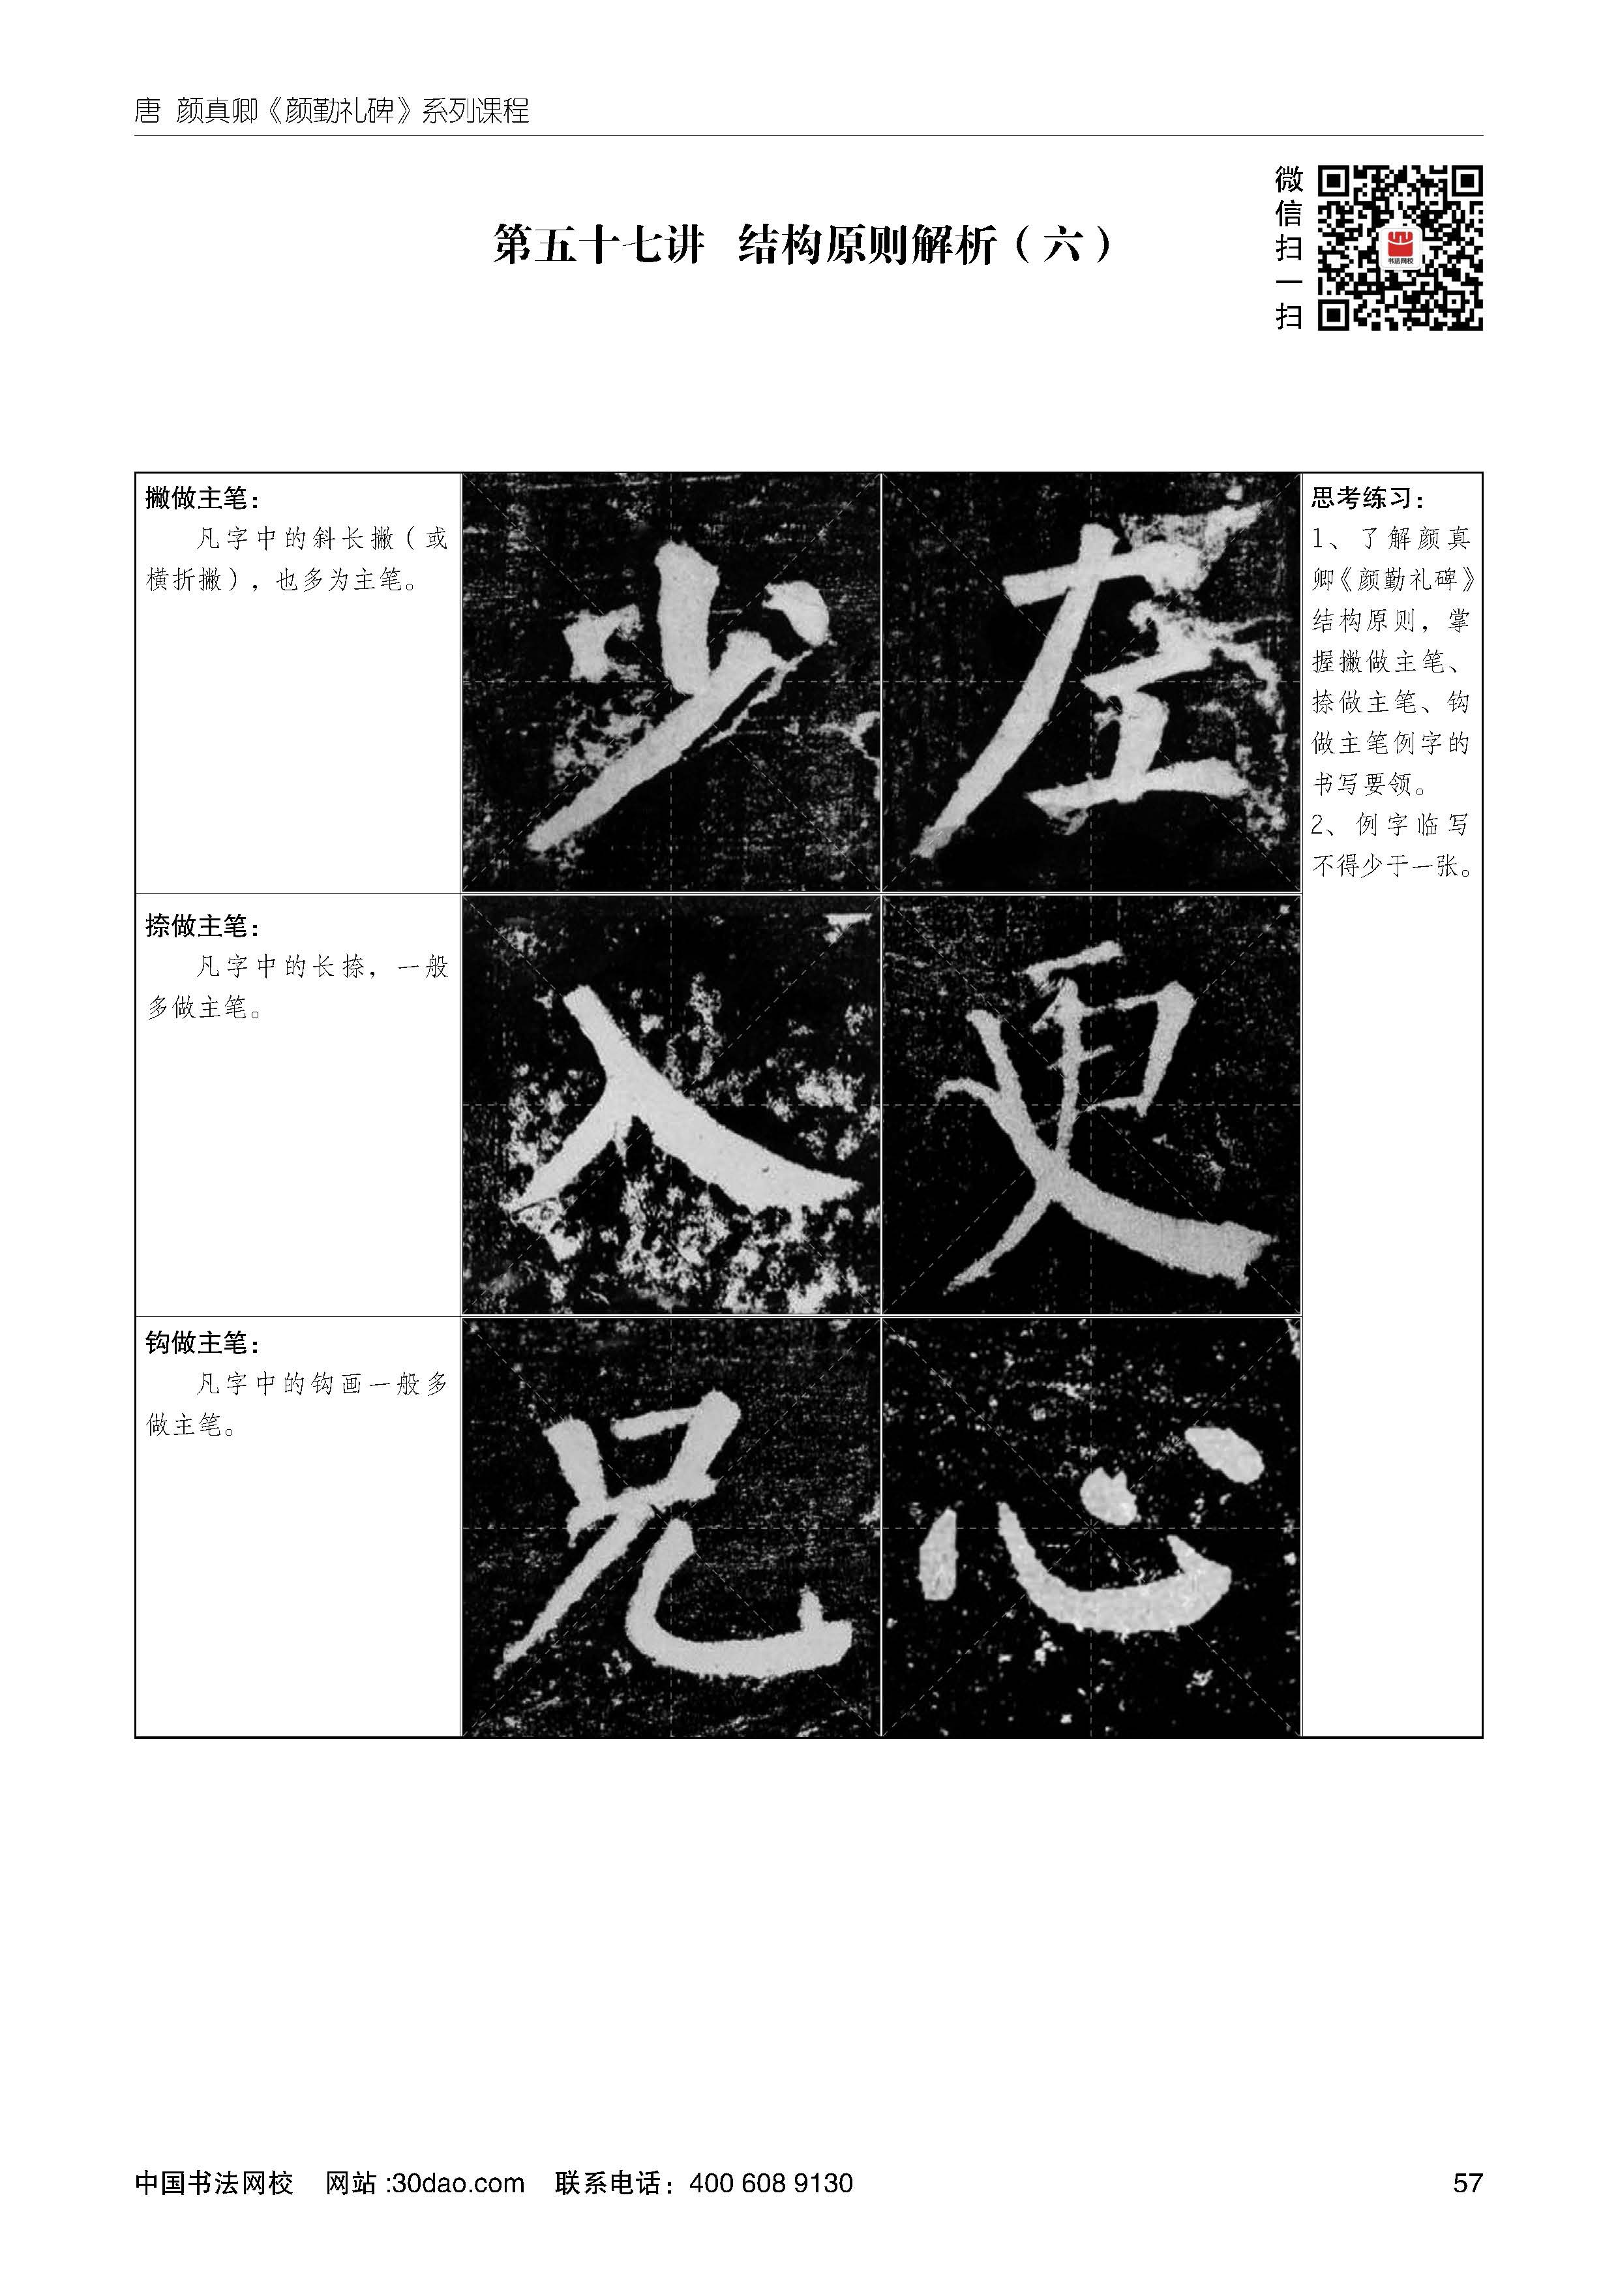 唐 颜真卿《颜勤礼碑》系列课程
微信扫一扫
书法网校
第五十七讲 结构原则解析（六）
撇做主笔：
凡字中的斜长撇（或
横折撇），也多为主笔。
少 左
思考练习：
1、了解颜真
卿《颜勤礼碑》
结构原则，掌
握撇做主笔、
捺做主笔、钩
做主笔例字的
书写要领。
2、例字临写
不得少于一张。
捺做主笔：
凡字中的长捺，一般
多做主笔。
入 更
钩做主笔：
凡字中的钩画一般多
做主笔。
兄 心
中国书法网校 网站:30dao.com 联系电话：400 608 9130
57